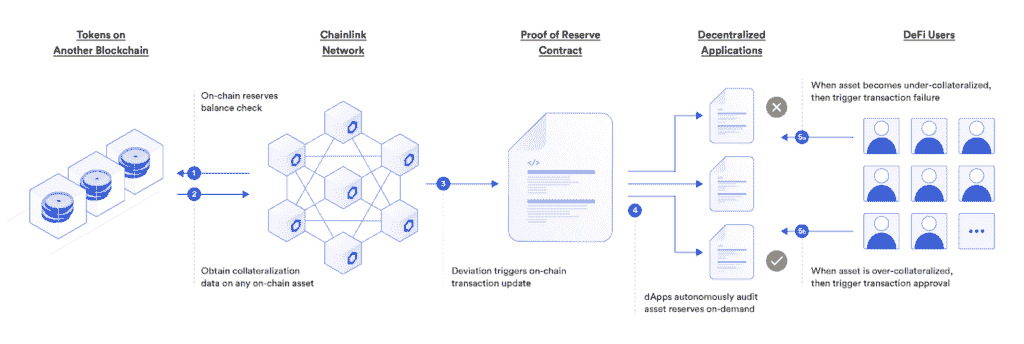 Tokens on
Another Blockchain
Chainlink
Network
Proof of Reserve
Contract
Decentralized
Applications
DeFi Users
On-chain reserves
balance check
1
2
Obtain collateralization
data on any on-chain asset
3
Deviation triggers on-chain
transaction update
</>
4
dApps autonomously audit
asset reserves on-demand
When asset becomes under-collateralized,
then trigger transaction failure
5a
5b
When asset is over-collateralized,
then trigger transaction approval